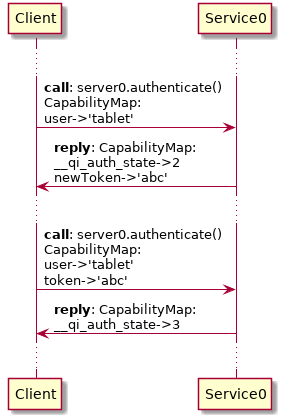 Client Service0
call: server0.authenticate()
CapabilityMap:
user->'tablet'
reply: CapabilityMap:
__qi_auth_state->2
newToken->'abc'
call: server0.authenticate()
CapabilityMap:
user->'tablet'
token->'abc'
reply: CapabilityMap:
__qi_auth_state->3
Client Service0